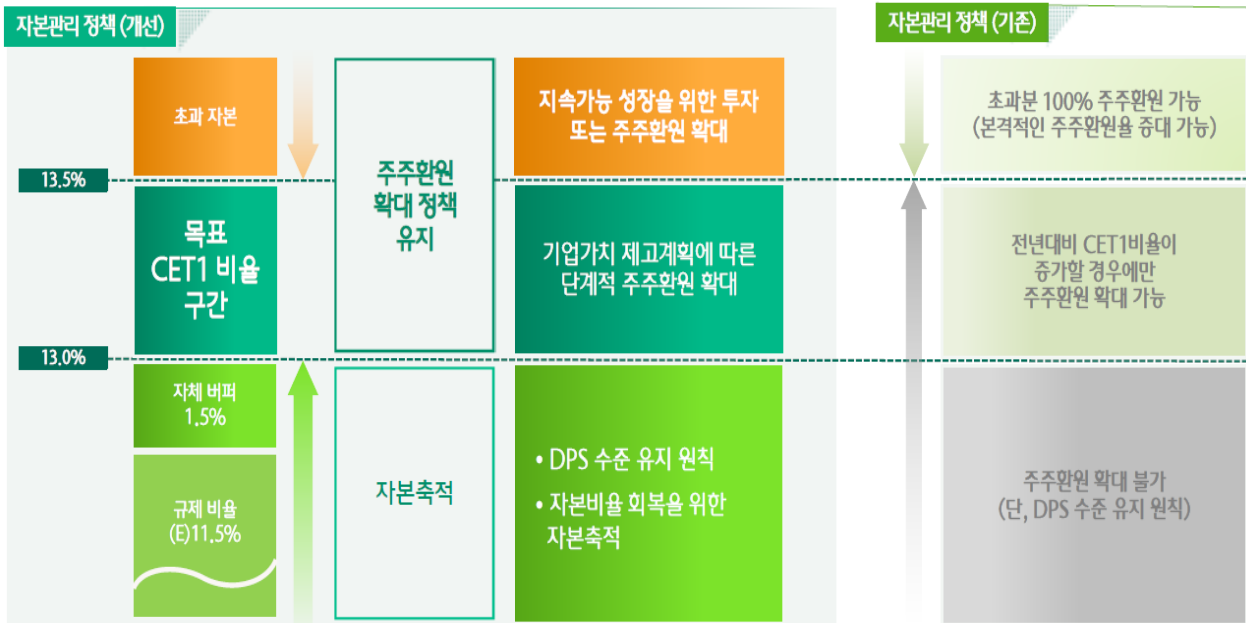 자본관리 정책 (개선)
자본관리 정책 (기존)
초과 자본
지속가능 성장을 위한 투자
또는 주주환원 확대
초과분 100% 주주환원 가능
(본격적인 주주환원율 증대 가능)
13.5%
주주환원
확대 정책
유지
목표
CET1 비율
구간
기업가치 제고계획에 따른
단계적 주주환원 확대
전년대비 CET1비율이
증가할 경우에만
주주환원 확대 가능
13.0%
자체 버퍼
1.5%
규제 비율
(E)11.5%
자본축적
• DPS 수준 유지 원칙
• 자본비율 회복을 위한
자본축적
주주환원 확대 불가
(단, DPS 수준 유지 원칙)